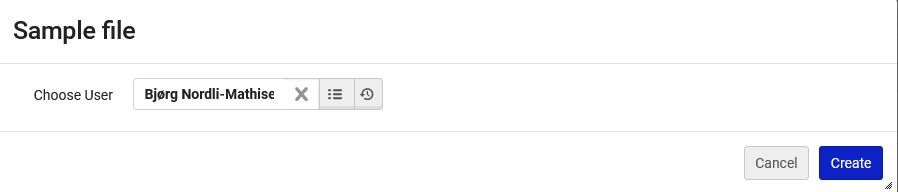 Sample file
Choose User
Bjørg Nordli-Mathise
Cancel
Create